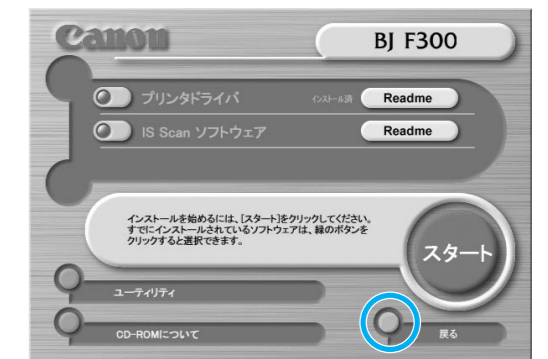 Canon
BJ F300
プリンタドライバ インストール済 Readme
IS Scan ソフトウェア Readme
インストールを始めるには、[スタート]をクリックしてください。
すでにインストールされているソフトウェアは、緑のボタンを
クリックすると選択できます。
スタート
ユーティリティ
CD-ROMについて
戻る